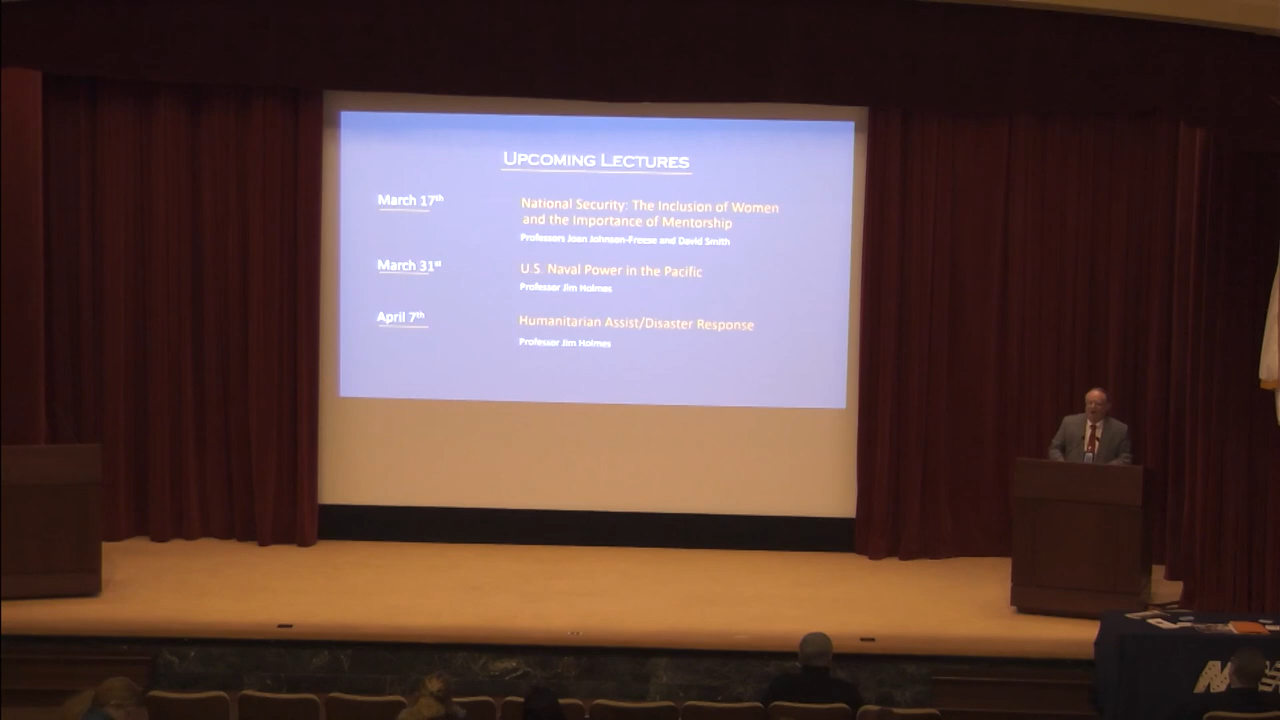 UPCOMING LECTURES
March 17th
National Security: The Inclusion of Women
and the Importance of Mentorship
Professors Joan Johnson-Freese and David Smith
March 31st
U.S. Naval Power in the Pacific
Professor Jim Holmes
April 7th
Humanitarian Assist/Disaster Response
Professor Jim Holmes